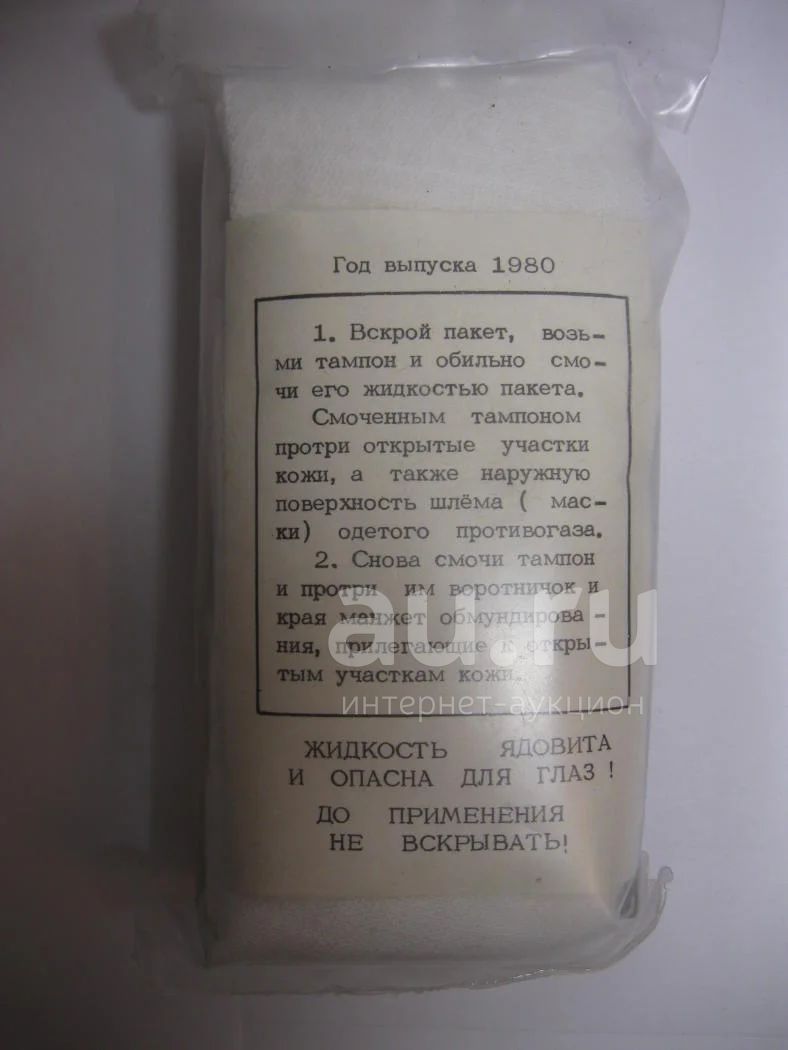 Год выпуска 1980
1. Вскрой пакет, возь-
ми тампон и обильно смо-
чи его жидкостью пакета.
Смоченным тампоном
протри открытые участки
кожи, а также наружную
поверхность шлёма ( мас-
ки) одетого противогаза.
2. Снова смочи тампон
и протри им воротничок и
края манжет обмундирова -
ния, прилегающие к откры-
тым участкам кожи.
ЖИДКОСТЬ ЯДОВИТА
И ОПАСНА ДЛЯ ГЛАЗ !
ДО ПРИМЕНЕНИЯ
НЕ ВСКРЫВАТЬ!
au.ru
интернет-аукцион